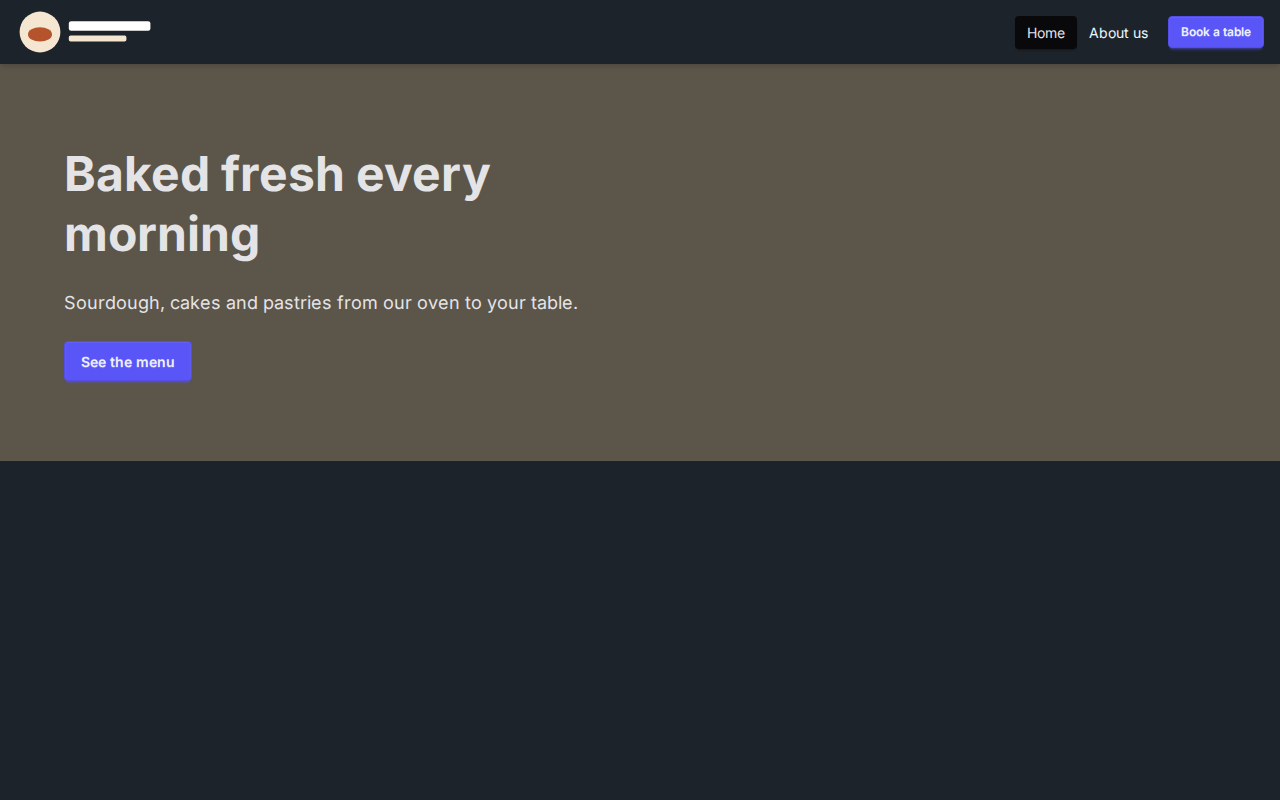 Home
About us
Book a table
Baked fresh every
morning
Sourdough, cakes and pastries from our oven to your table.
See the menu